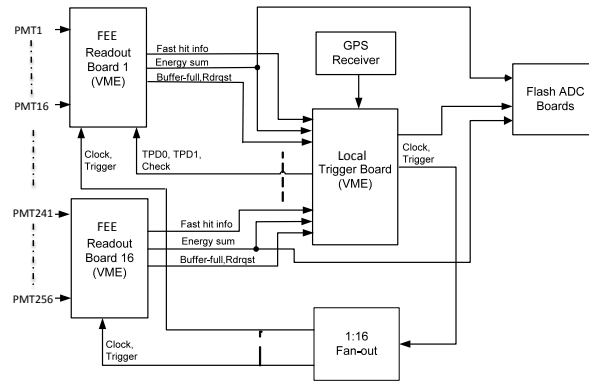 PMT1
PMT16
FEE
Readout
Board 1
(VME)
Fast hit info
Energy sum
Buffer-full,Rdrqst
GPS
Receiver
Flash ADC
Boards
Clock,
Trigger
TPD0, TPD1,
Check
Local
Trigger Board
(VME)
Clock,
Trigger
PMT241
PMT256
FEE
Readout
Board 16
(VME)
Fast hit info
Energy sum
Buffer-full,Rdrqst
Clock,
Trigger
1:16
Fan-out